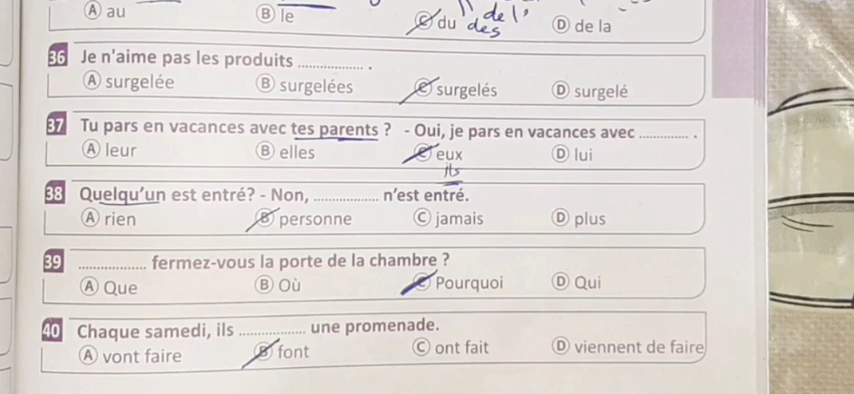 A au B le C du D de la
de l'
des
36 Je n'aime pas les produits ................ .
A surgelée B surgelées C surgelés D surgelé
37 Tu pars en vacances avec tes parents ? - Oui, je pars en vacances avec ............. .
A leur B elles C eux D lui
ils
38 Quelqu'un est entré? - Non, ................ n'est entré.
A rien B personne C jamais D plus
39 ................. fermez-vous la porte de la chambre ?
A Que B Où C Pourquoi D Qui
40 Chaque samedi, ils ................. une promenade.
A vont faire B font C ont fait D viennent de faire